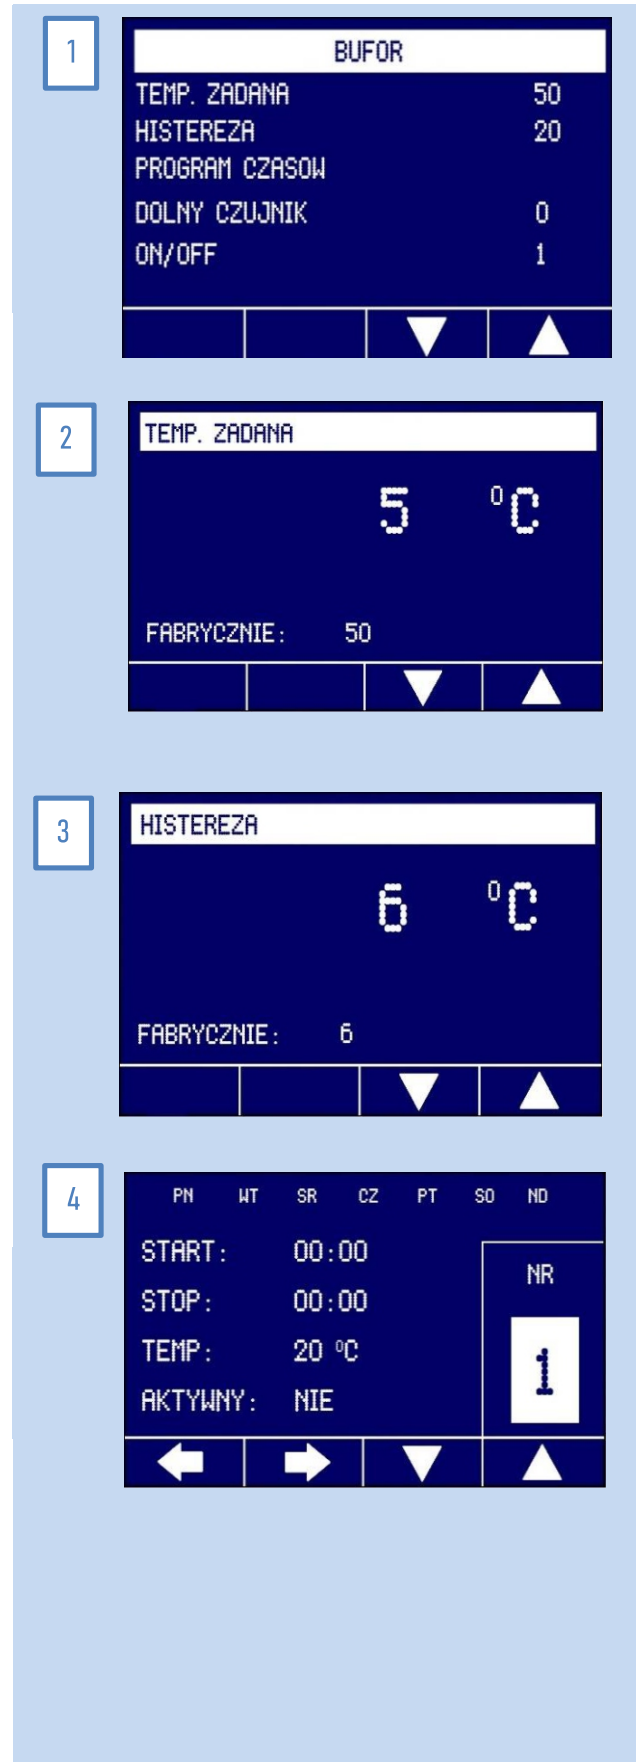 1
BUFOR
TEMP. ZADANA 50
HISTEREZA 20
PROGRAM CZASOW
DOLNY CZUJNIK 0
ON/OFF 1
2
TEMP. ZADANA
5 °C
FABRYCZNIE: 50
3
HISTEREZA
6 °C
FABRYCZNIE: 6
4
PN WT SR CZ PT SO ND
START: 00:00
STOP: 00:00
TEMP: 20 °C
AKTYWNY: NIE
NR
1